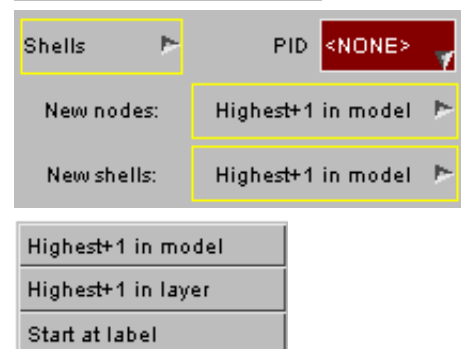 Shells PID <NONE>
New nodes: Highest+1 in model
New shells: Highest+1 in model
Highest+1 in model
Highest+1 in layer
Start at label